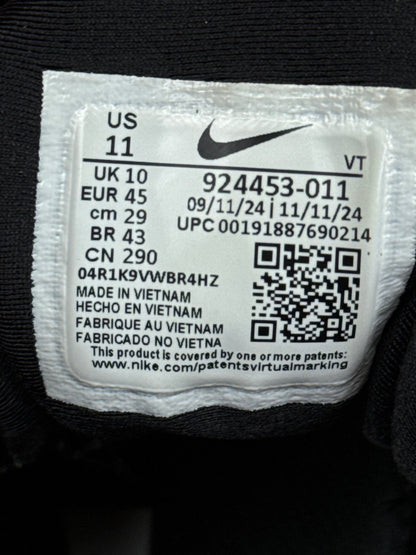 US
11
VT
UK 10
EUR 45
cm 29
BR 43
CN 290
924453-011
09/11/24 | 11/11/24
UPC 00191887690214
04R1K9VWBR4HZ
MADE IN VIETNAM
HECHO EN VIETNAM
FABRIQUE AU VIETNAM
FABRICADO NO VIETNA
This product is covered by one or more patents:
www.nike.com/patentsvirtualmarking